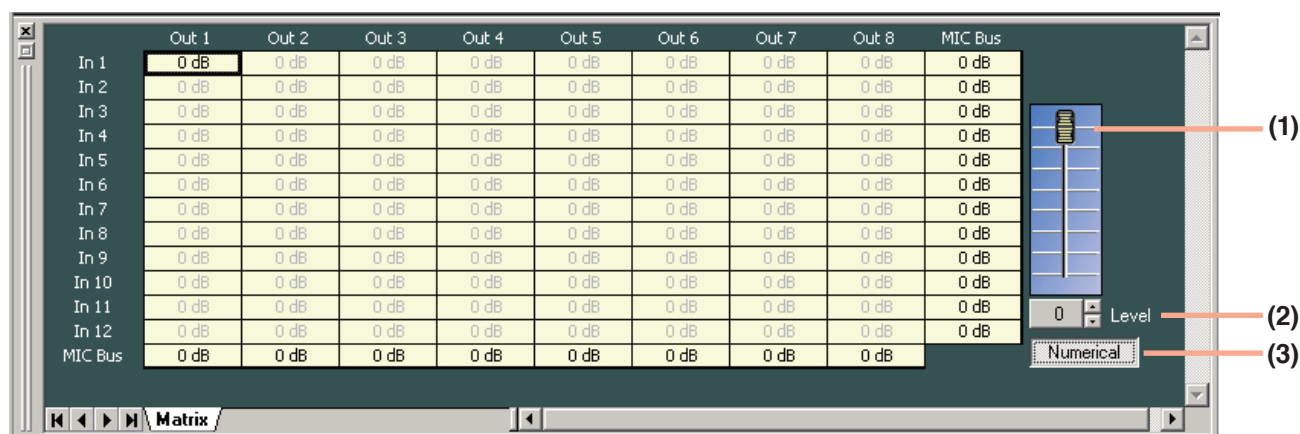 Out 1 Out 2 Out 3 Out 4 Out 5 Out 6 Out 7 Out 8 MIC Bus
In 1 0 dB 0 dB 0 dB 0 dB 0 dB 0 dB 0 dB 0 dB 0 dB
In 2 0 dB 0 dB 0 dB 0 dB 0 dB 0 dB 0 dB 0 dB 0 dB
In 3 0 dB 0 dB 0 dB 0 dB 0 dB 0 dB 0 dB 0 dB 0 dB
In 4 0 dB 0 dB 0 dB 0 dB 0 dB 0 dB 0 dB 0 dB 0 dB (1)
In 5 0 dB 0 dB 0 dB 0 dB 0 dB 0 dB 0 dB 0 dB 0 dB
In 6 0 dB 0 dB 0 dB 0 dB 0 dB 0 dB 0 dB 0 dB 0 dB
In 7 0 dB 0 dB 0 dB 0 dB 0 dB 0 dB 0 dB 0 dB 0 dB
In 8 0 dB 0 dB 0 dB 0 dB 0 dB 0 dB 0 dB 0 dB 0 dB
In 9 0 dB 0 dB 0 dB 0 dB 0 dB 0 dB 0 dB 0 dB 0 dB
In 10 0 dB 0 dB 0 dB 0 dB 0 dB 0 dB 0 dB 0 dB 0 dB
In 11 0 dB 0 dB 0 dB 0 dB 0 dB 0 dB 0 dB 0 dB 0 dB 0 Level (2)
In 12 0 dB 0 dB 0 dB 0 dB 0 dB 0 dB 0 dB 0 dB 0 dB
MIC Bus 0 dB 0 dB 0 dB 0 dB 0 dB 0 dB 0 dB 0 dB Numerical (3)
Matrix